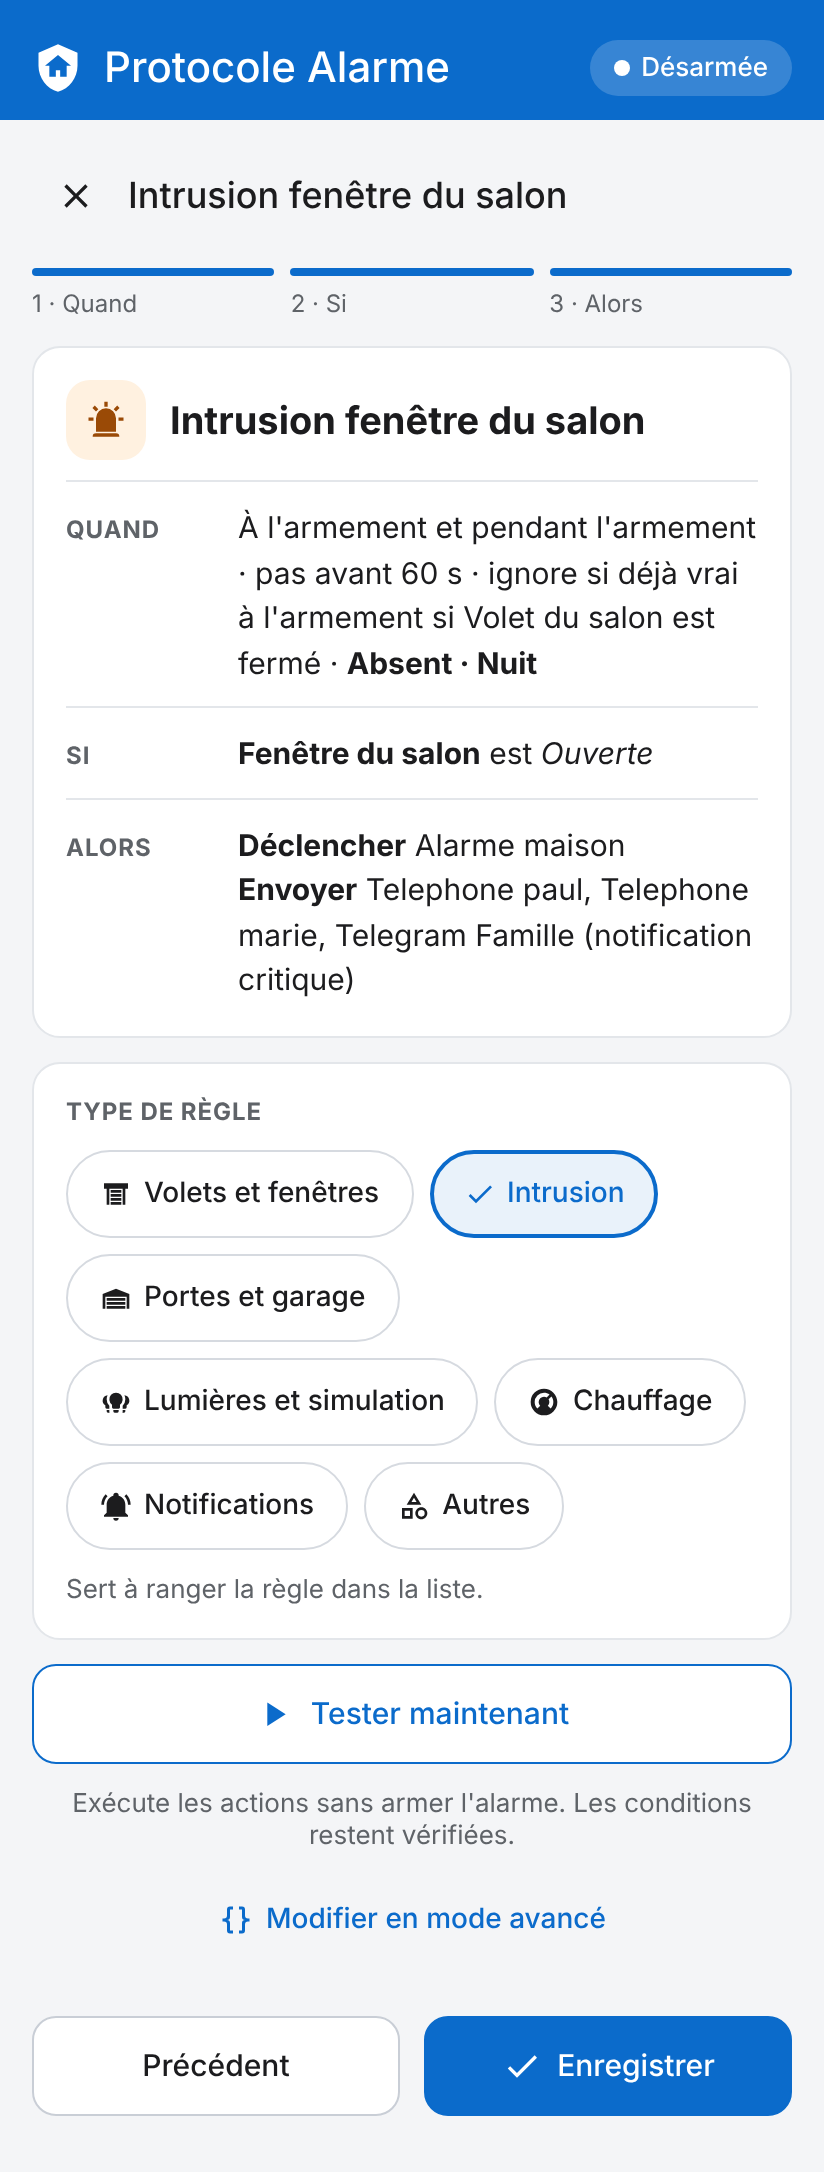 Protocole Alarme
Désarmée
Intrusion fenêtre du salon
1 · Quand
2 · Si
3 · Alors
Intrusion fenêtre du salon
QUAND
À l'armement et pendant l'armement
· pas avant 60 s · ignore si déjà vrai
à l'armement si Volet du salon est
fermé · Absent · Nuit
SI
Fenêtre du salon est Ouverte
ALORS
Déclencher Alarme maison
Envoyer Telephone paul, Telephone
marie, Telegram Famille (notification
critique)
TYPE DE RÈGLE
Volets et fenêtres
Intrusion
Portes et garage
Lumières et simulation
Chauffage
Notifications
Autres
Sert à ranger la règle dans la liste.
Tester maintenant
Exécute les actions sans armer l'alarme. Les conditions
restent vérifiées.
{} Modifier en mode avancé
Précédent
Enregistrer